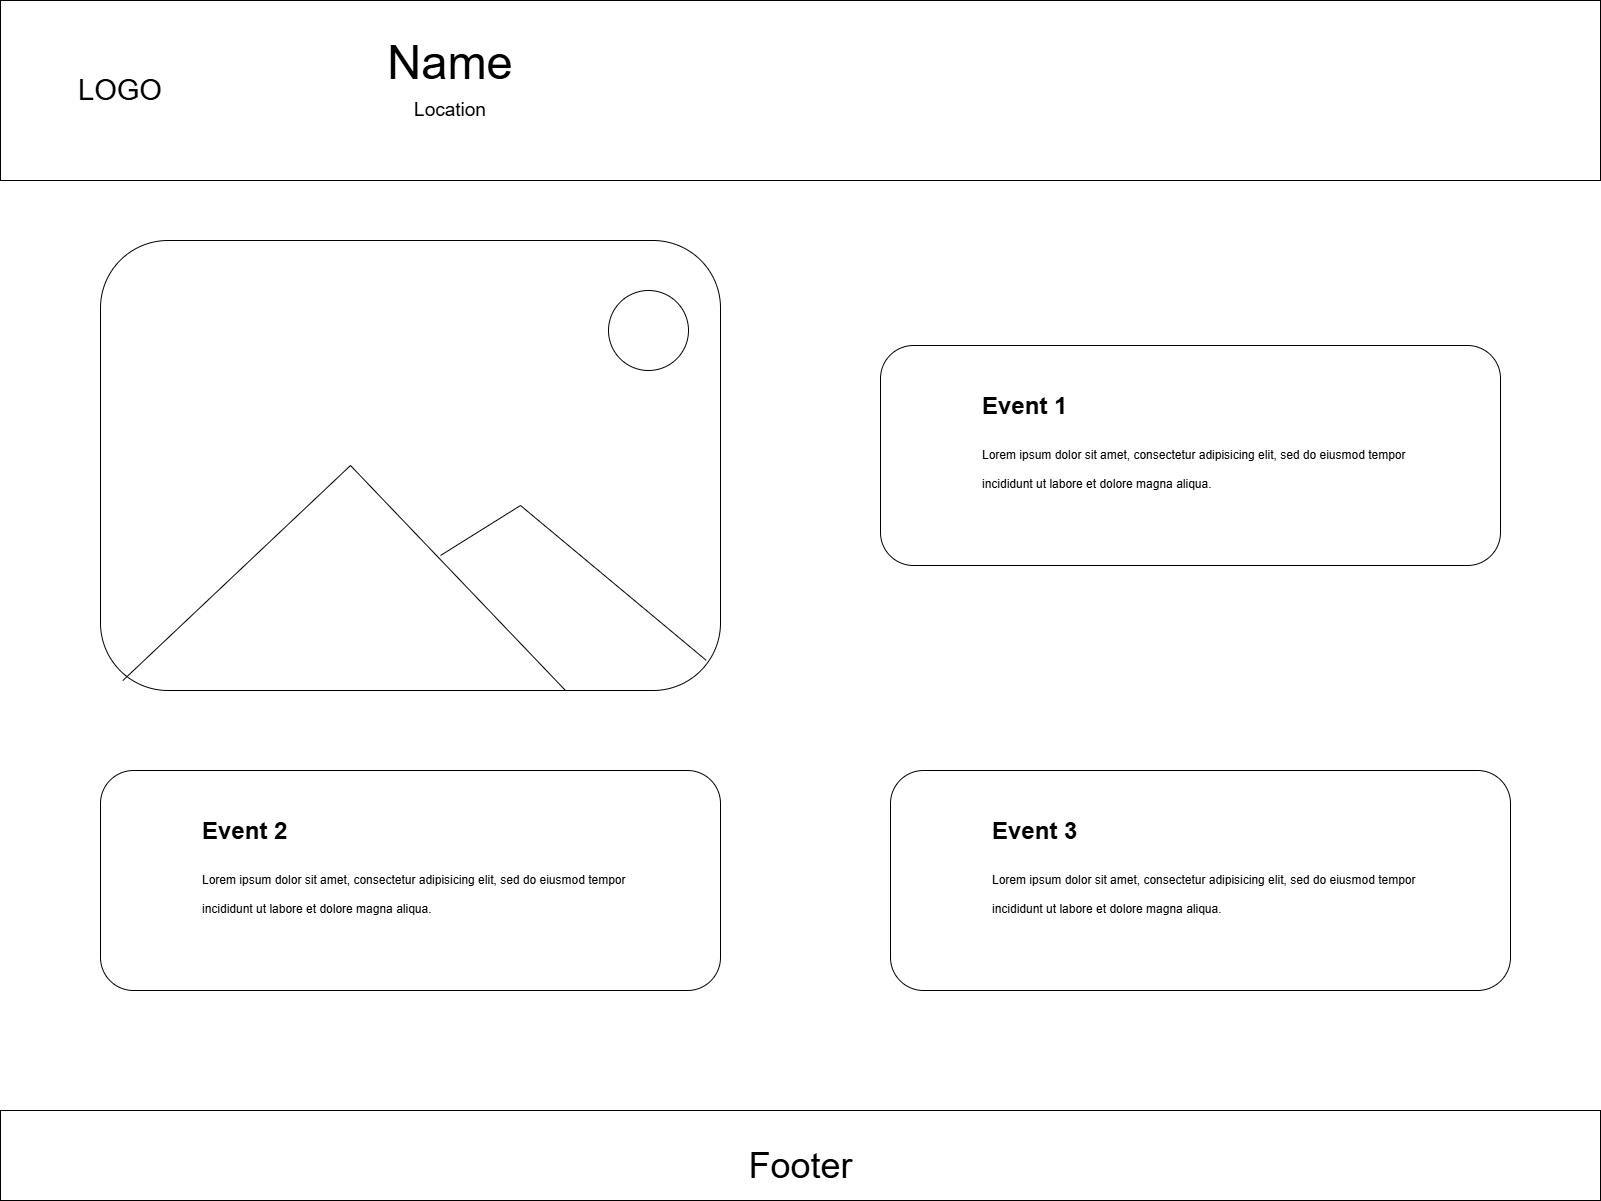 LOGO
Name
Location
Event 1
Lorem ipsum dolor sit amet, consectetur adipisicing elit, sed do eiusmod tempor
incididunt ut labore et dolore magna aliqua.
Event 2
Lorem ipsum dolor sit amet, consectetur adipisicing elit, sed do eiusmod tempor
incididunt ut labore et dolore magna aliqua.
Event 3
Lorem ipsum dolor sit amet, consectetur adipisicing elit, sed do eiusmod tempor
incididunt ut labore et dolore magna aliqua.
Footer